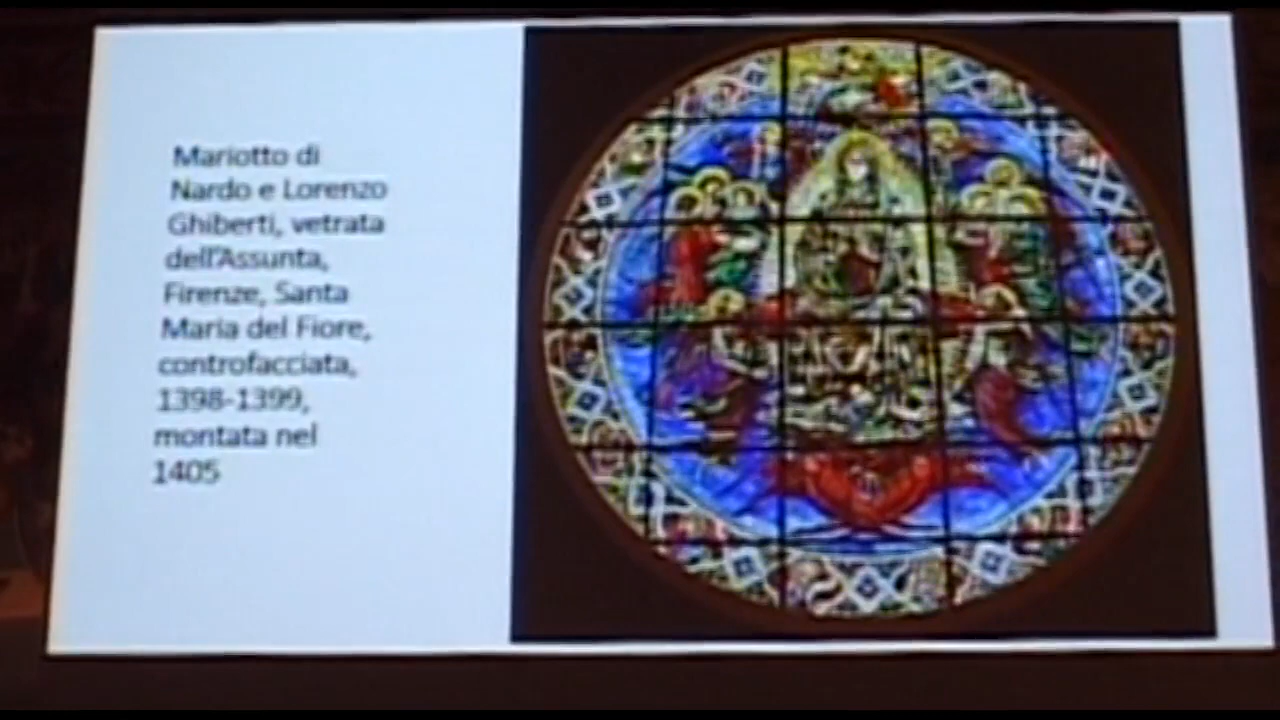 Mariotto di
Nardo e Lorenzo
Ghiberti, vetrata
dell'Assunta,
Firenze, Santa
Maria del Fiore,
controfacciata,
1398-1399,
montata nel
1405